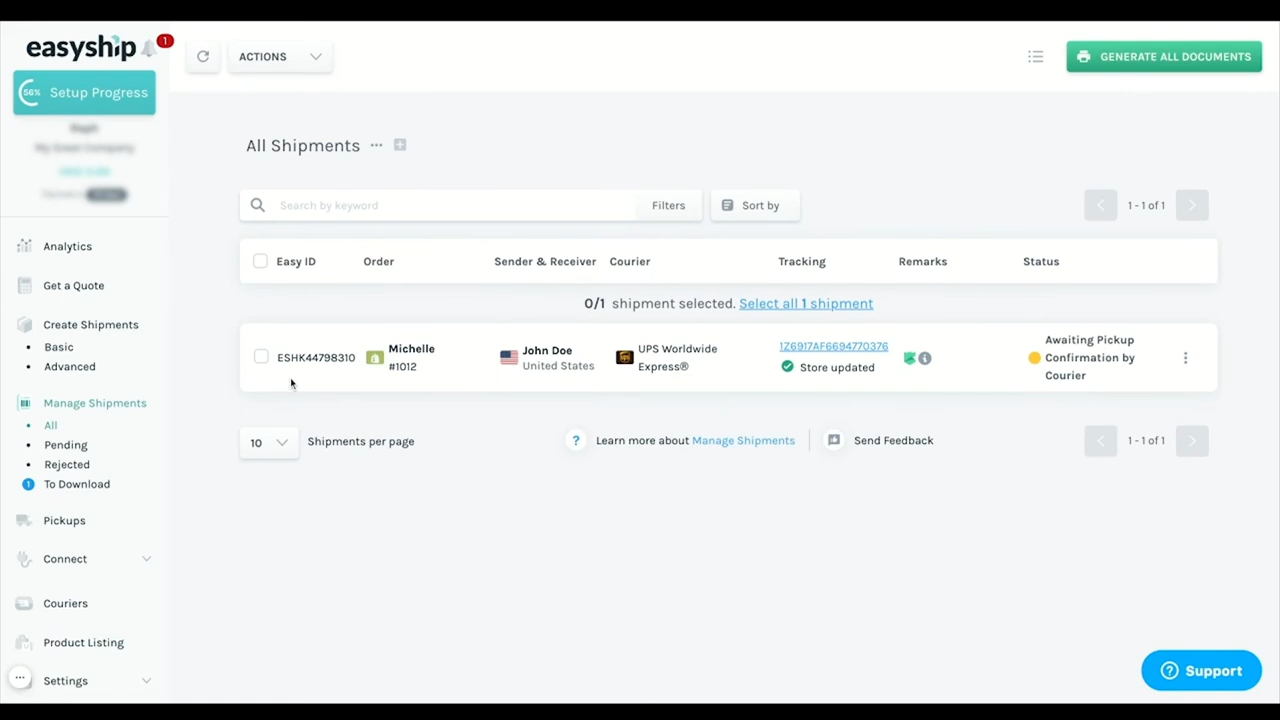 easyship
1
ACTIONS
GENERATE ALL DOCUMENTS
56%
Setup Progress
All Shipments
Search by keyword
Filters
Sort by
1 - 1 of 1
Easy ID
Order
Sender & Receiver
Courier
Tracking
Remarks
Status
0/1 shipment selected. Select all 1 shipment
ESHK44798310
Michelle
#1012
John Doe
United States
UPS Worldwide
Express®
1Z6917AF6694770376
Store updated
Awaiting Pickup
Confirmation by
Courier
10
Shipments per page
? Learn more about Manage Shipments
Send Feedback
1 - 1 of 1
Analytics
Get a Quote
Create Shipments
Basic
Advanced
Manage Shipments
All
Pending
Rejected
1 To Download
Pickups
Connect
Couriers
Product Listing
Settings
? Support